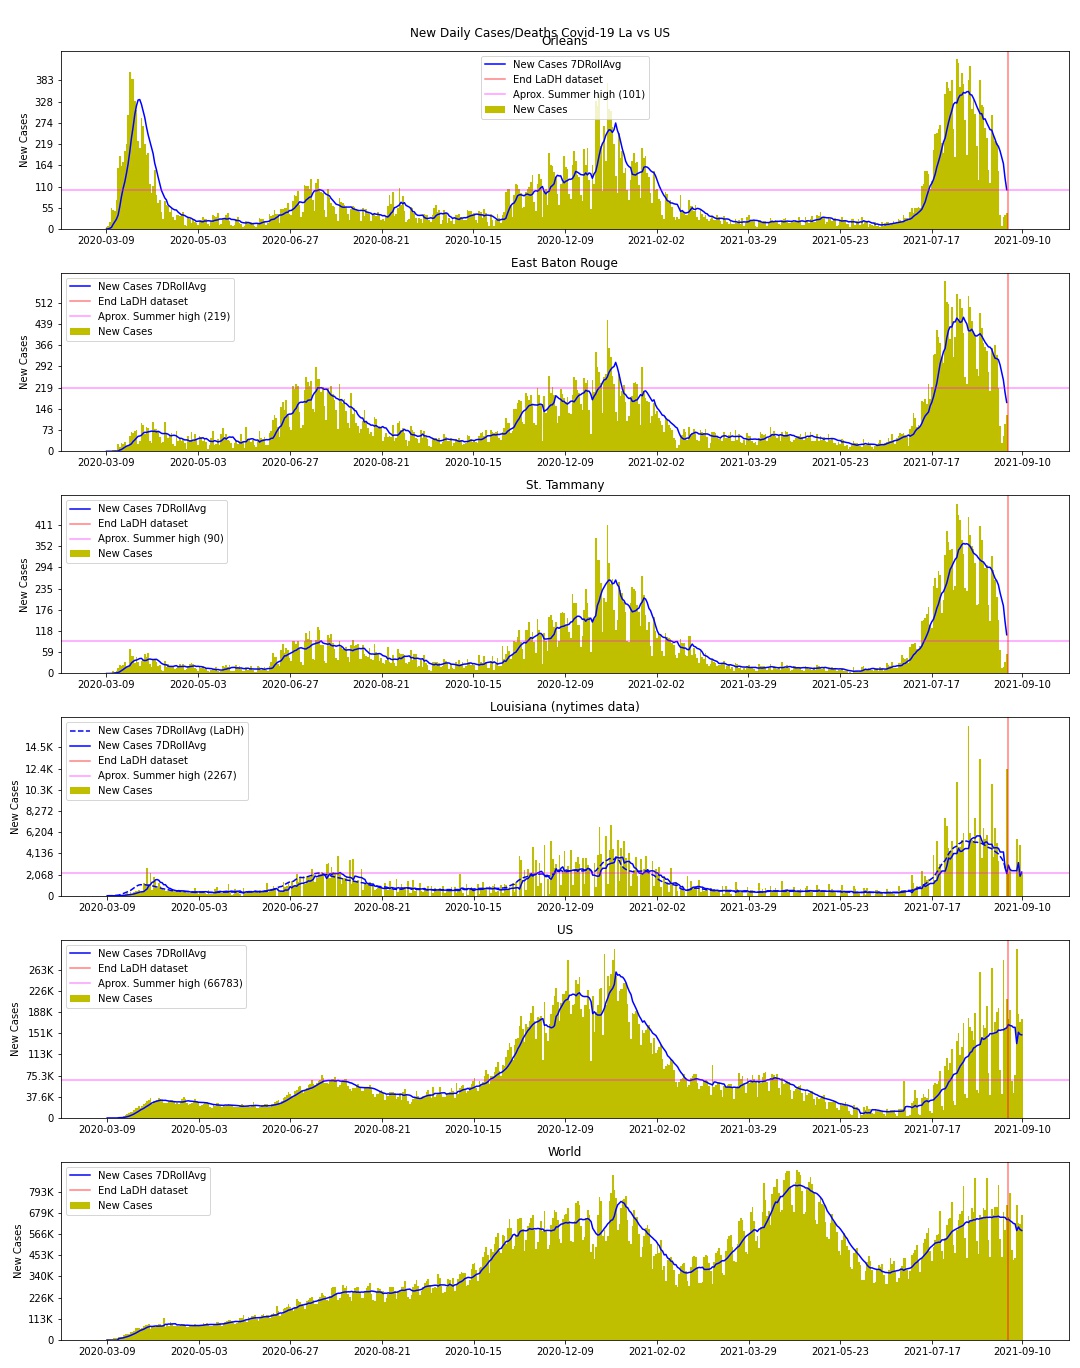 New Daily Cases/Deaths Covid-19 La vs US
Orleans
New Cases 7DRollAvg
End LaDH dataset
Aprox. Summer high (101)
New Cases
New Cases
383
328
274
219
164
110
55
0
2020-03-09 2020-05-03 2020-06-27 2020-08-21 2020-10-15 2020-12-09 2021-02-02 2021-03-29 2021-05-23 2021-07-17 2021-09-10
East Baton Rouge
New Cases 7DRollAvg
End LaDH dataset
Aprox. Summer high (219)
New Cases
New Cases
512
439
366
292
219
146
73
0
2020-03-09 2020-05-03 2020-06-27 2020-08-21 2020-10-15 2020-12-09 2021-02-02 2021-03-29 2021-05-23 2021-07-17 2021-09-10
St. Tammany
New Cases 7DRollAvg
End LaDH dataset
Aprox. Summer high (90)
New Cases
New Cases
411
352
294
235
176
118
59
0
2020-03-09 2020-05-03 2020-06-27 2020-08-21 2020-10-15 2020-12-09 2021-02-02 2021-03-29 2021-05-23 2021-07-17 2021-09-10
Louisiana (nytimes data)
New Cases 7DRollAvg (LaDH)
New Cases 7DRollAvg
End LaDH dataset
Aprox. Summer high (2267)
New Cases
New Cases
14.5K
12.4K
10.3K
8,272
6,204
4,136
2,068
0
2020-03-09 2020-05-03 2020-06-27 2020-08-21 2020-10-15 2020-12-09 2021-02-02 2021-03-29 2021-05-23 2021-07-17 2021-09-10
US
New Cases 7DRollAvg
End LaDH dataset
Aprox. Summer high (66783)
New Cases
New Cases
263K
226K
188K
151K
113K
75.3K
37.6K
0
2020-03-09 2020-05-03 2020-06-27 2020-08-21 2020-10-15 2020-12-09 2021-02-02 2021-03-29 2021-05-23 2021-07-17 2021-09-10
World
New Cases 7DRollAvg
End LaDH dataset
New Cases
New Cases
793K
679K
566K
453K
340K
226K
113K
0
2020-03-09 2020-05-03 2020-06-27 2020-08-21 2020-10-15 2020-12-09 2021-02-02 2021-03-29 2021-05-23 2021-07-17 2021-09-10